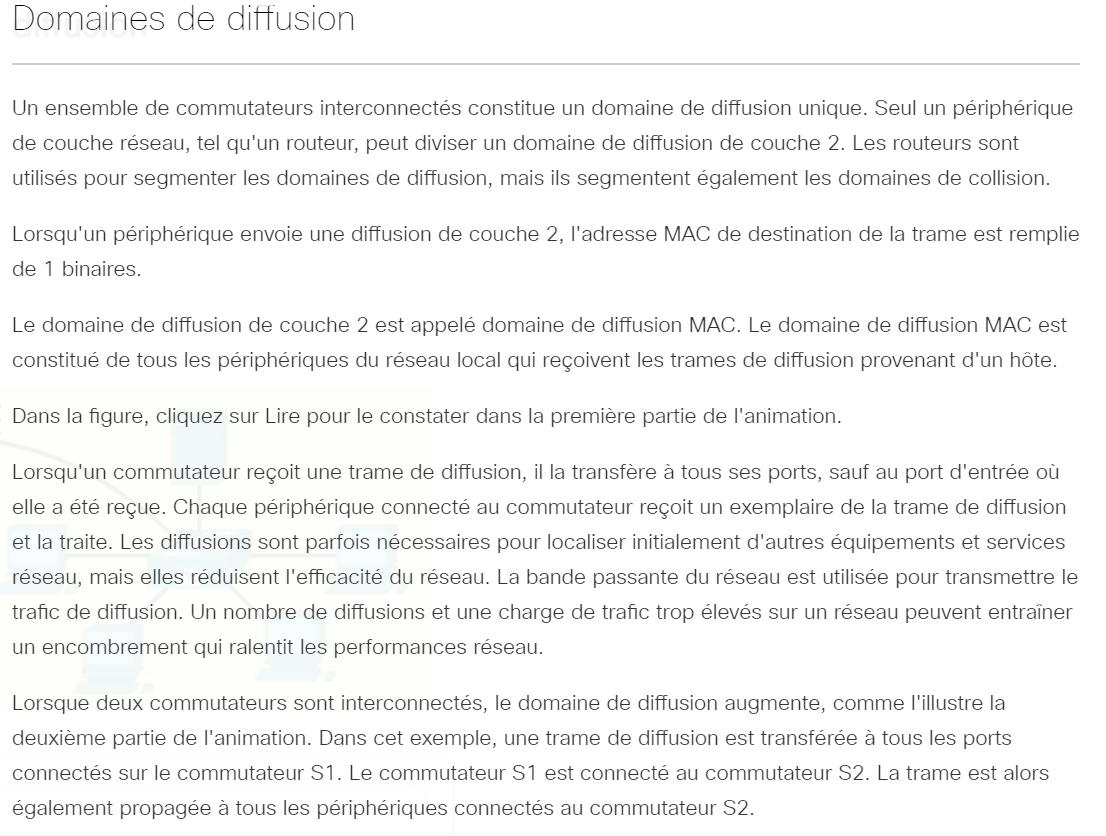 Domaines de diffusion
Un ensemble de commutateurs interconnectés constitue un domaine de diffusion unique. Seul un périphérique
de couche réseau, tel qu'un routeur, peut diviser un domaine de diffusion de couche 2. Les routeurs sont
utilisés pour segmenter les domaines de diffusion, mais ils segmentent également les domaines de collision.
Lorsqu'un périphérique envoie une diffusion de couche 2, l'adresse MAC de destination de la trame est remplie
de 1 binaires.
Le domaine de diffusion de couche 2 est appelé domaine de diffusion MAC. Le domaine de diffusion MAC est
constitué de tous les périphériques du réseau local qui reçoivent les trames de diffusion provenant d'un hôte.
Dans la figure, cliquez sur Lire pour le constater dans la première partie de l'animation.
Lorsqu'un commutateur reçoit une trame de diffusion, il la transfère à tous ses ports, sauf au port d'entrée où
elle a été reçue. Chaque périphérique connecté au commutateur reçoit un exemplaire de la trame de diffusion
et la traite. Les diffusions sont parfois nécessaires pour localiser initialement d'autres équipements et services
réseau, mais elles réduisent l'efficacité du réseau. La bande passante du réseau est utilisée pour transmettre le
trafic de diffusion. Un nombre de diffusions et une charge de trafic trop élevés sur un réseau peuvent entraîner
un encombrement qui ralentit les performances réseau.
Lorsque deux commutateurs sont interconnectés, le domaine de diffusion augmente, comme l'illustre la
deuxième partie de l'animation. Dans cet exemple, une trame de diffusion est transférée à tous les ports
connectés sur le commutateur S1. Le commutateur S1 est connecté au commutateur S2. La trame est alors
également propagée à tous les périphériques connectés au commutateur S2.